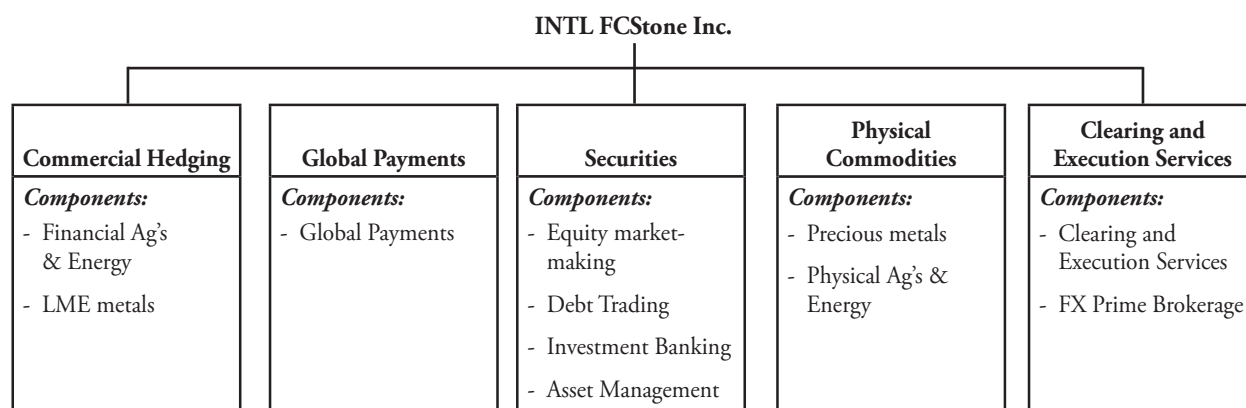 INTL FCStone Inc.
Commercial Hedging
Components:
- Financial Ag's
& Energy
- LME metals
Global Payments
Components:
- Global Payments
Securities
Components:
- Equity market-
making
- Debt Trading
- Investment Banking
- Asset Management
Physical
Commodities
Components:
- Precious metals
- Physical Ag's &
Energy
Clearing and
Execution Services
Components:
- Clearing and
Execution Services
- FX Prime Brokerage